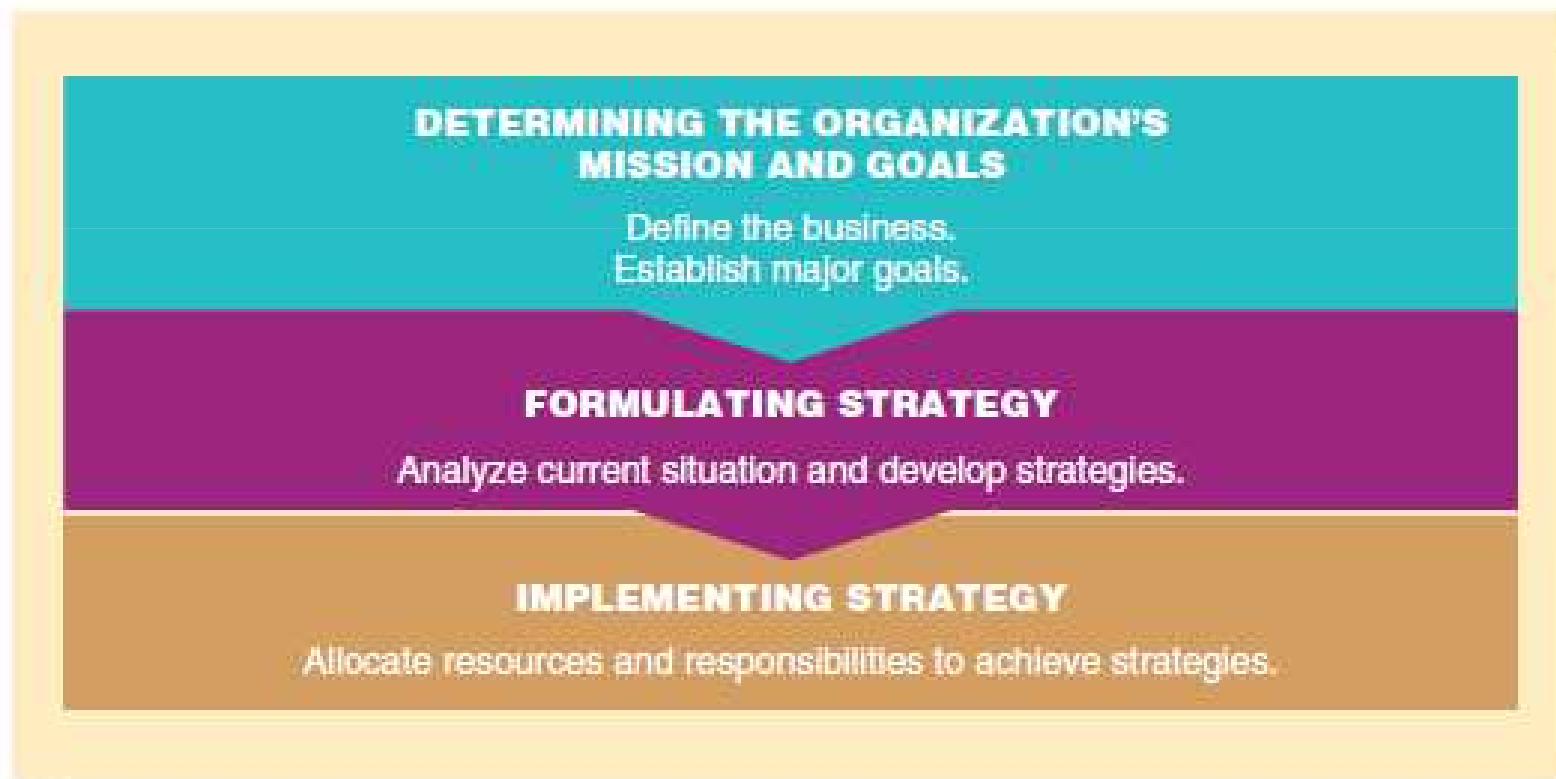 DETERMINING THE ORGANIZATION'S
MISSION AND GOALS
Define the business.
Establish major goals.
FORMULATING STRATEGY
Analyze current situation and develop strategies.
IMPLEMENTING STRATEGY
Allocate resources and responsibilities to achieve strategies.